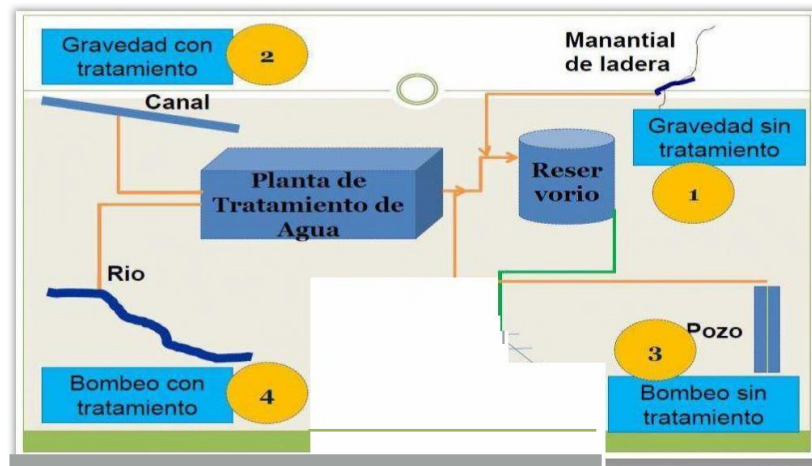 Gravedad con
tratamiento
2
Manantial
de ladera
Canal
Gravedad sin
tratamiento
1
Planta de
Tratamiento de
Agua
Reser
vorio
Rio
Pozo
3
Bombeo con
tratamiento
4
Bombeo sin
tratamiento